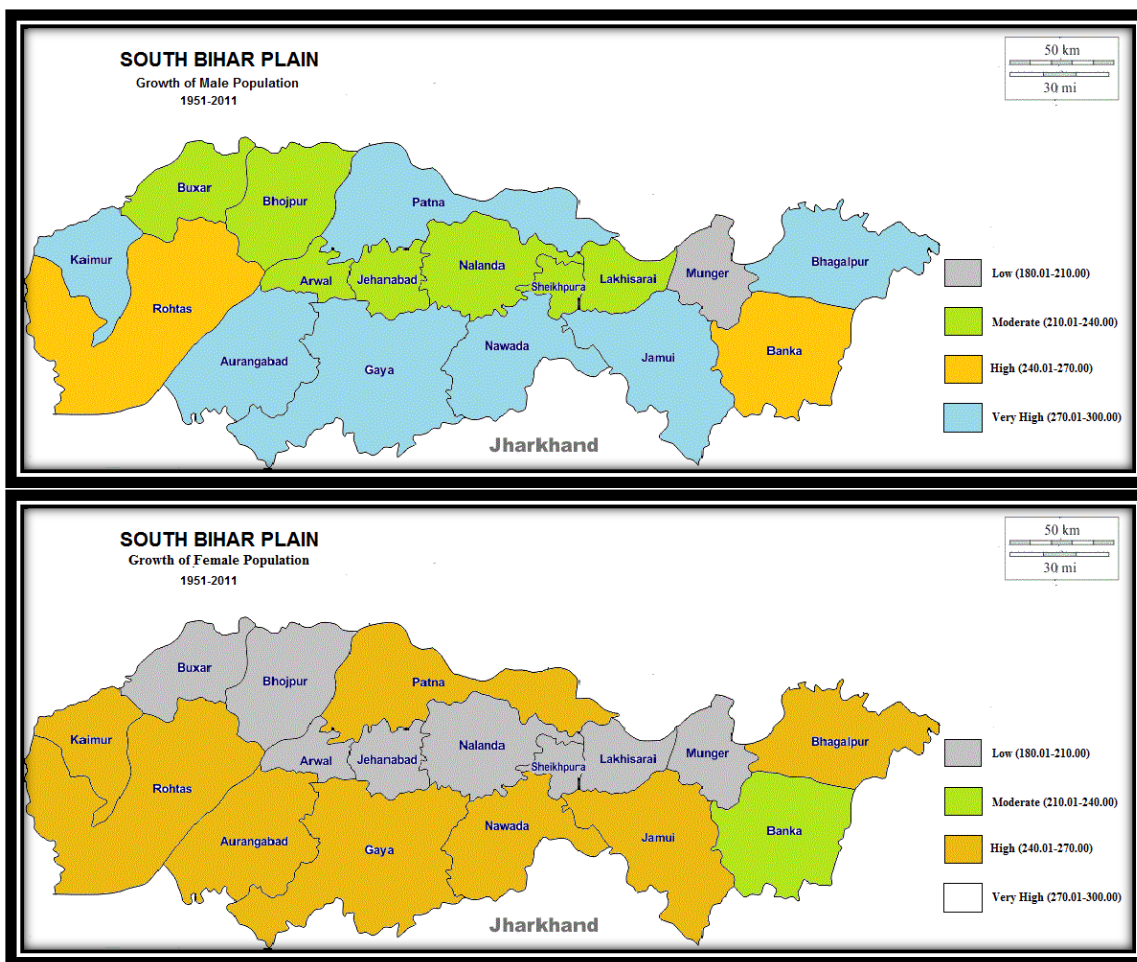 SOUTH BIHAR PLAIN
Growth of Male Population
1951-2011
50 km
30 mi
Buxar
Bhojpur
Patna
Kaimur
Rohtas
Arwal
Jehanabad
Nalanda
Sheikhpura
Lakhisarai
Munger
Bhagalpur
Aurangabad
Gaya
Nawada
Jamui
Banka
Jharkhand
Low (180.01-210.00)
Moderate (210.01-240.00)
High (240.01-270.00)
Very High (270.01-300.00)
SOUTH BIHAR PLAIN
Growth of Female Population
1951-2011
50 km
30 mi
Buxar
Bhojpur
Patna
Kaimur
Rohtas
Arwal
Jehanabad
Nalanda
Sheikhpura
Lakhisarai
Munger
Bhagalpur
Aurangabad
Gaya
Nawada
Jamui
Banka
Jharkhand
Low (180.01-210.00)
Moderate (210.01-240.00)
High (240.01-270.00)
Very High (270.01-300.00)